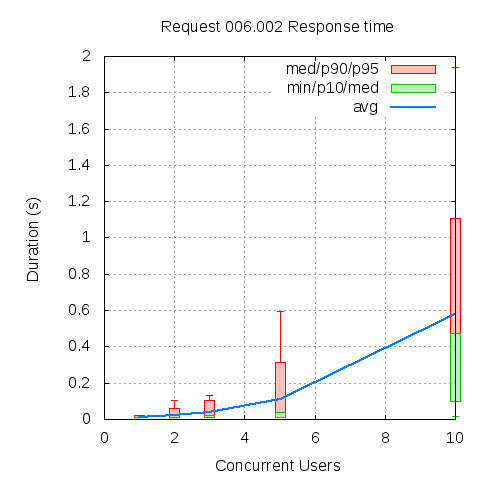 Request 006.002 Response time
med/p90/p95
min/p10/med
avg
Duration (s)
2
1.8
1.6
1.4
1.2
1
0.8
0.6
0.4
0.2
0
0 2 4 6 8 10
Concurrent Users